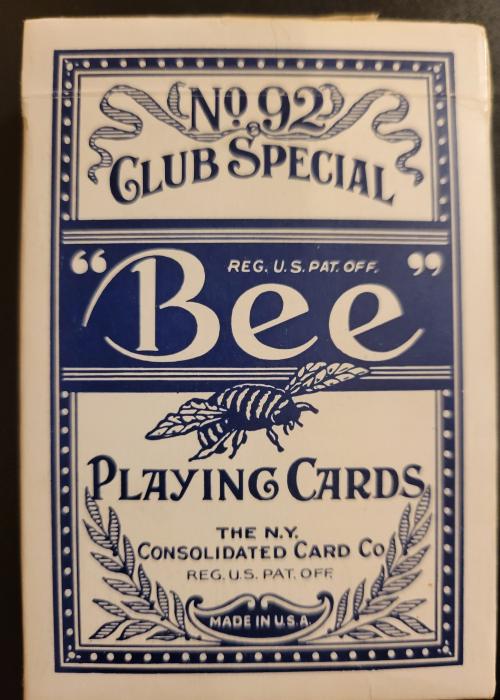 No 92
CLUB SPECIAL
REG. U.S. PAT. OFF.
“Bee”
PLAYING CARDS
THE N.Y.
CONSOLIDATED CARD Co
REG. U.S. PAT. OFF.
MADE IN U.S.A.